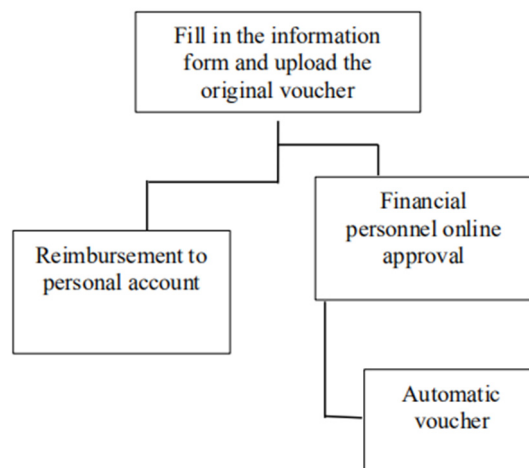 Fill in the information
form and upload the
original voucher
Financial
personnel online
approval
Reimbursement to
personal account
Automatic
voucher